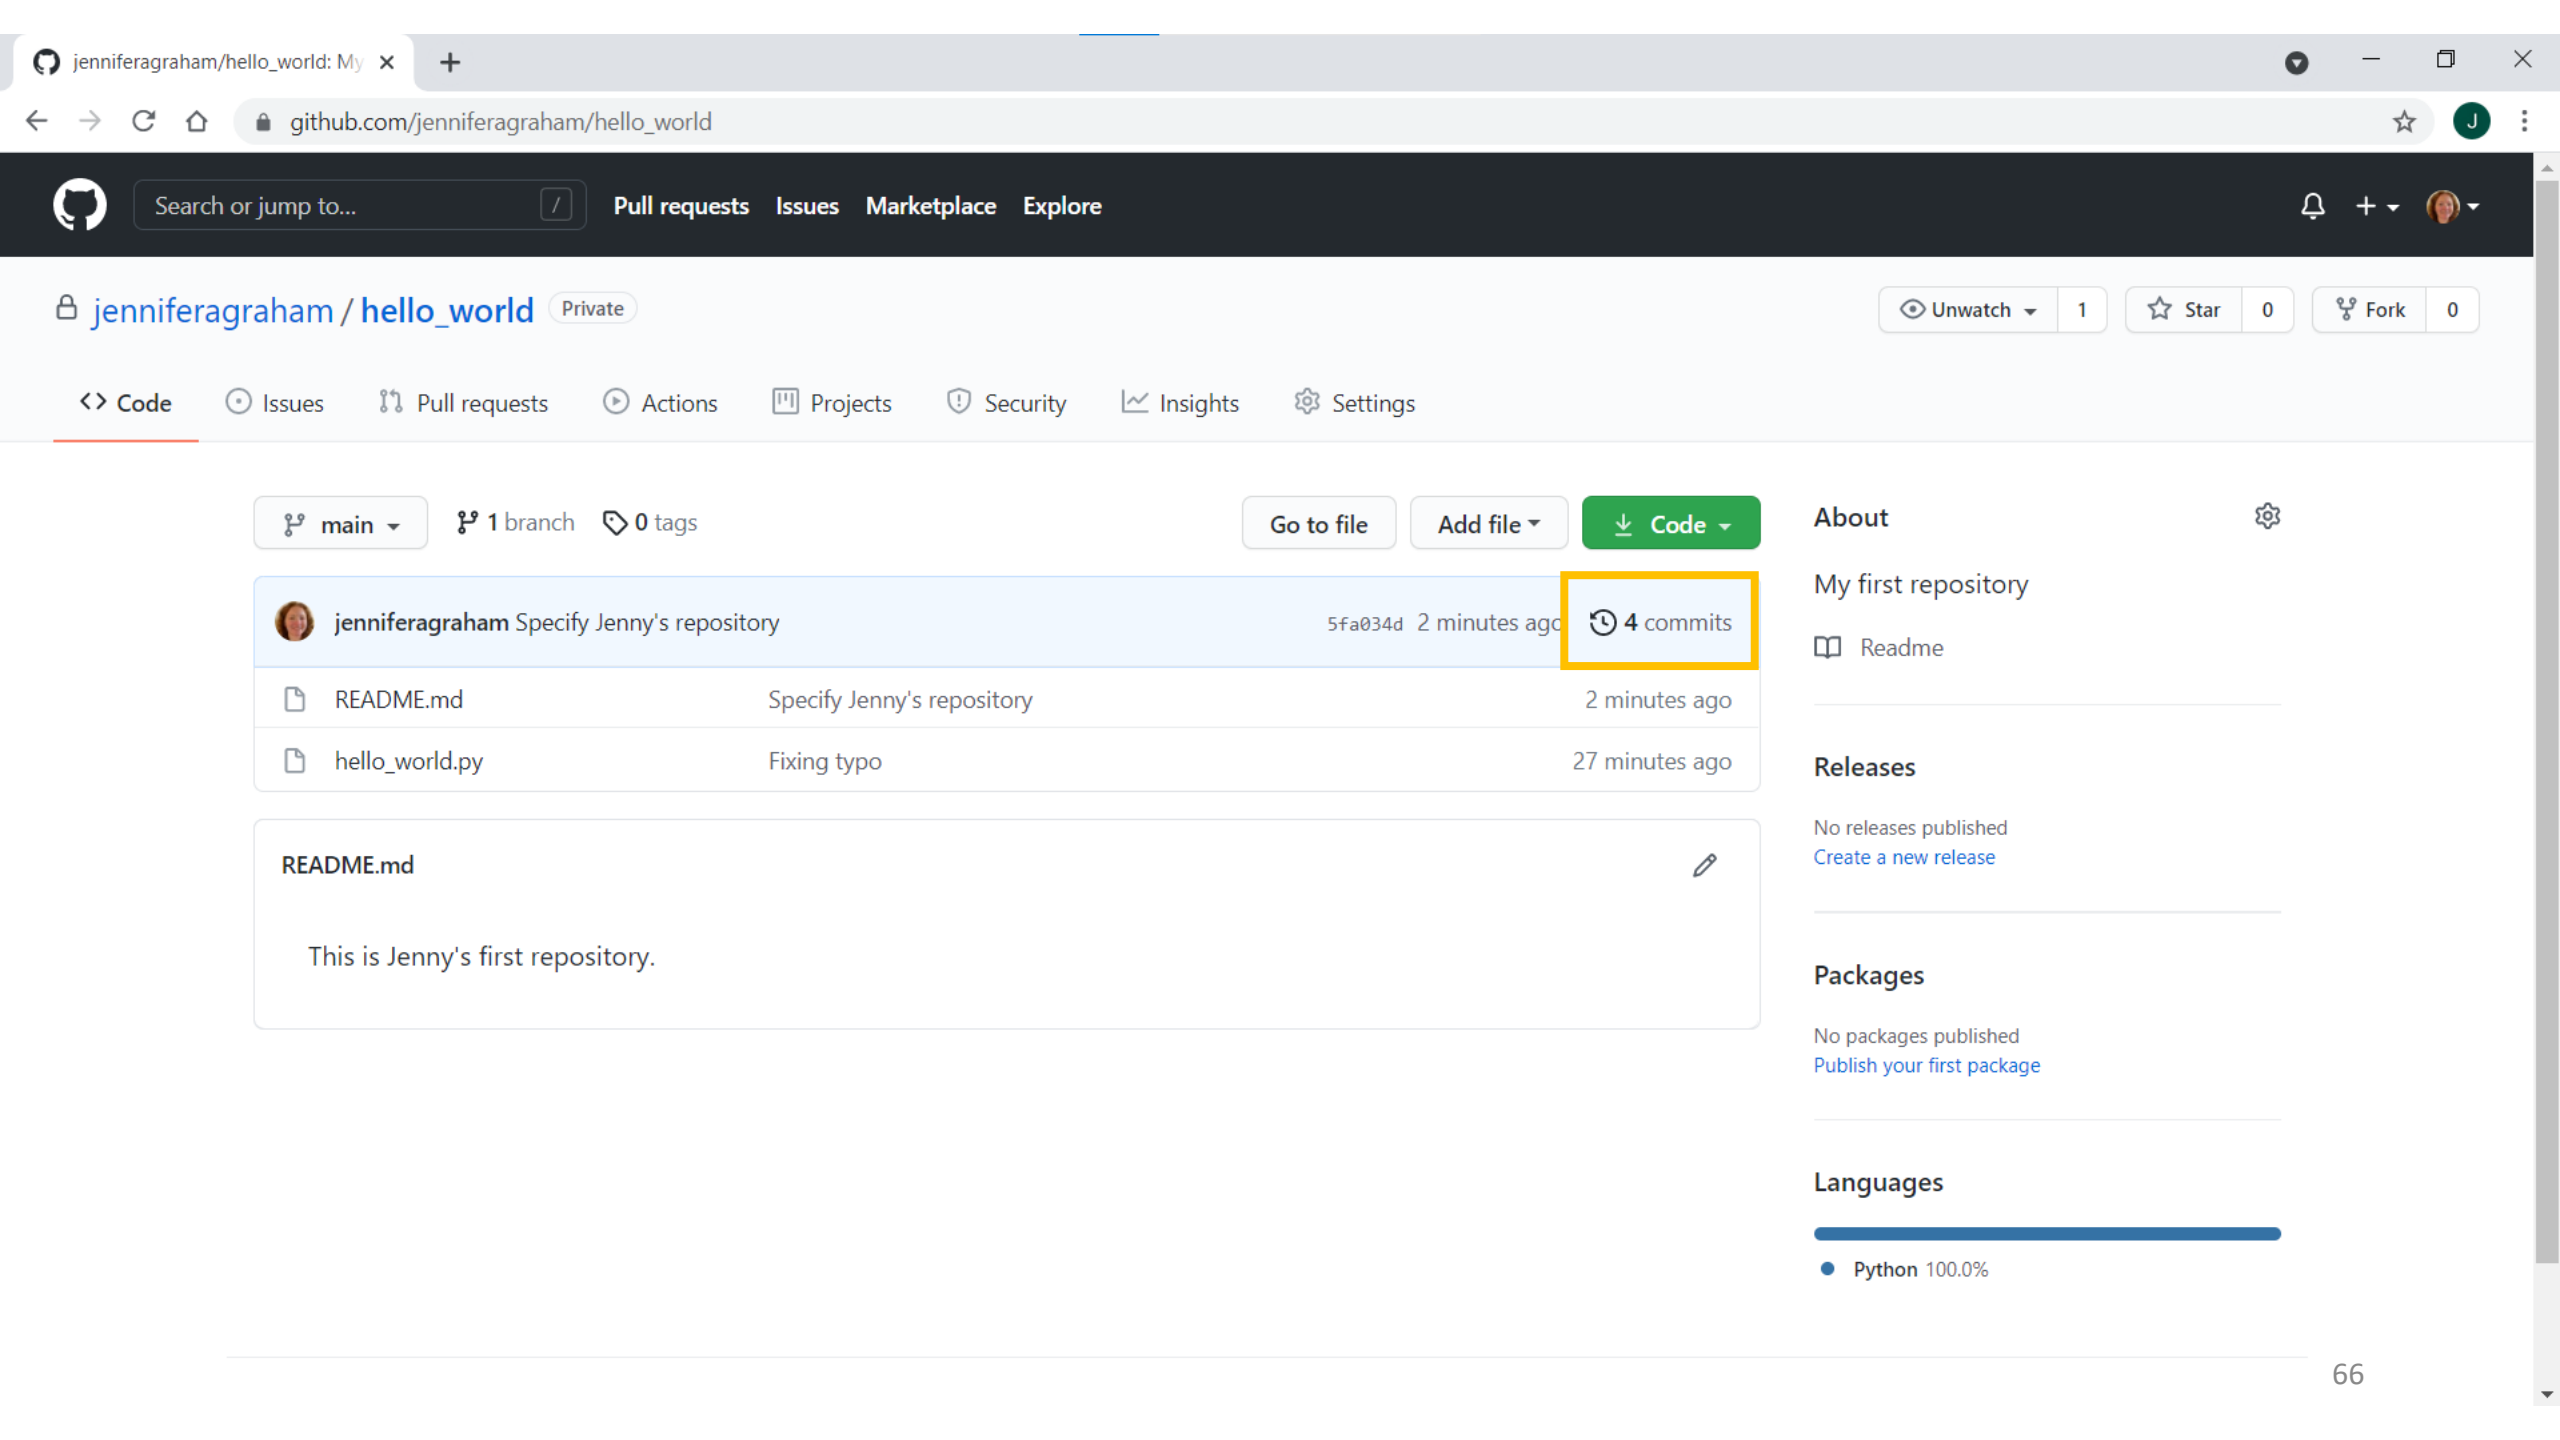 jenniferagraham/hello_world: My
github.com/jenniferagraham/hello_world
J
Search or jump to...
/
Pull requests Issues Marketplace Explore
jenniferagraham / hello_world Private
Unwatch 1 Star 0 Fork 0
Code Issues Pull requests Actions Projects Security Insights Settings
main 1 branch 0 tags Go to file Add file Code
jenniferagraham Specify Jenny's repository 5fa034d 2 minutes ago 4 commits
README.md Specify Jenny's repository 2 minutes ago
hello_world.py Fixing typo 27 minutes ago
README.md
This is Jenny's first repository.
About
My first repository
Readme
Releases
No releases published
Create a new release
Packages
No packages published
Publish your first package
Languages
Python 100.0%
66